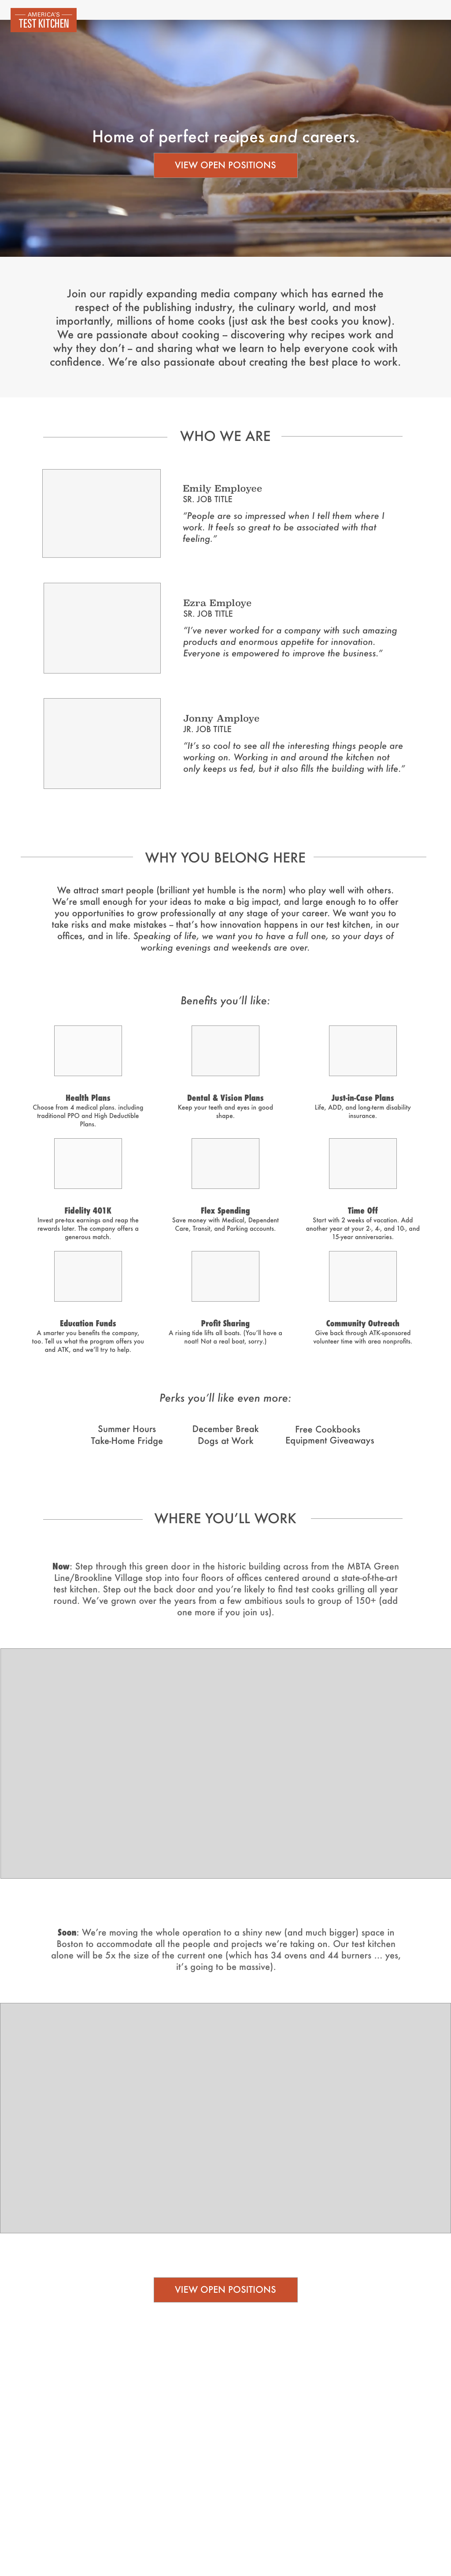 AMERICA'S
TEST KITCHEN
Home of perfect recipes and careers.
VIEW OPEN POSITIONS
Join our rapidly expanding media company which has earned the
respect of the publishing industry, the culinary world, and most
importantly, millions of home cooks (just ask the best cooks you know).
We are passionate about cooking – discovering why recipes work and
why they don't – and sharing what we learn to help everyone cook with
confidence. We're also passionate about creating the best place to work.
WHO WE ARE
Emily Employee
SR. JOB TITLE
"People are so impressed when I tell them where I
work. It feels so great to be associated with that
feeling."
Ezra Employe
SR. JOB TITLE
"I've never worked for a company with such amazing
products and enormous appetite for innovation.
Everyone is empowered to improve the business."
Jonny Amploye
JR. JOB TITLE
"It's so cool to see all the interesting things people are
working on. Working in and around the kitchen not
only keeps us fed, but it also fills the building with life."
WHY YOU BELONG HERE
We attract smart people (brilliant yet humble is the norm) who play well with others.
We're small enough for your ideas to make a big impact, and large enough to to offer
you opportunities to grow professionally at any stage of your career. We want you to
take risks and make mistakes – that's how innovation happens in our test kitchen, in our
offices, and in life. Speaking of life, we want you to have a full one, so your days of
working evenings and weekends are over.
Benefits you'll like:
Health Plans
Choose from 4 medical plans. including
traditional PPO and High Deductible
Plans.
Dental & Vision Plans
Keep your teeth and eyes in good
shape.
Just-in-Case Plans
Life, ADD, and long-term disability
insurance.
Fidelity 401K
Invest pre-tax earnings and reap the
rewards later. The company offers a
generous match.
Flex Spending
Save money with Medical, Dependent
Care, Transit, and Parking accounts.
Time Off
Start with 2 weeks of vacation. Add
another year at your 2-, 4-, and 10-, and
15-year anniversaries.
Education Funds
A smarter you benefits the company,
too. Tell us what the program offers you
and ATK, and we'll try to help.
Profit Sharing
A rising tide lifts all boats. (You'll have a
noat! Not a real boat, sorry.)
Community Outreach
Give back through ATK-sponsored
volunteer time with area nonprofits.
Perks you'll like even more:
Summer Hours
Take-Home Fridge
December Break
Dogs at Work
Free Cookbooks
Equipment Giveaways
WHERE YOU'LL WORK
Now: Step through this green door in the historic building across from the MBTA Green
Line/Brookline Village stop into four floors of offices centered around a state-of-the-art
test kitchen. Step out the back door and you're likely to find test cooks grilling all year
round. We've grown over the years from a few ambitious souls to group of 150+ (add
one more if you join us).
Soon: We're moving the whole operation to a shiny new (and much bigger) space in
Boston to accommodate all the people and projects we're taking on. Our test kitchen
alone will be 5x the size of the current one (which has 34 ovens and 44 burners ... yes,
it's going to be massive).
VIEW OPEN POSITIONS